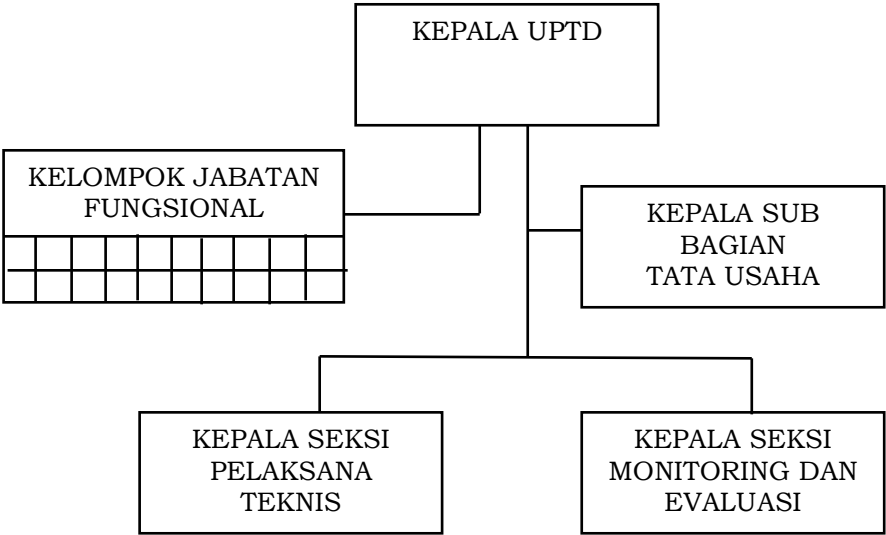 KEPALA UPTD
KELOMPOK JABATAN
FUNGSIONAL
KEPALA SUB
BAGIAN
TATA USAHA
KEPALA SEKSI
PELAKSANA
TEKNIS
KEPALA SEKSI
MONITORING DAN
EVALUASI